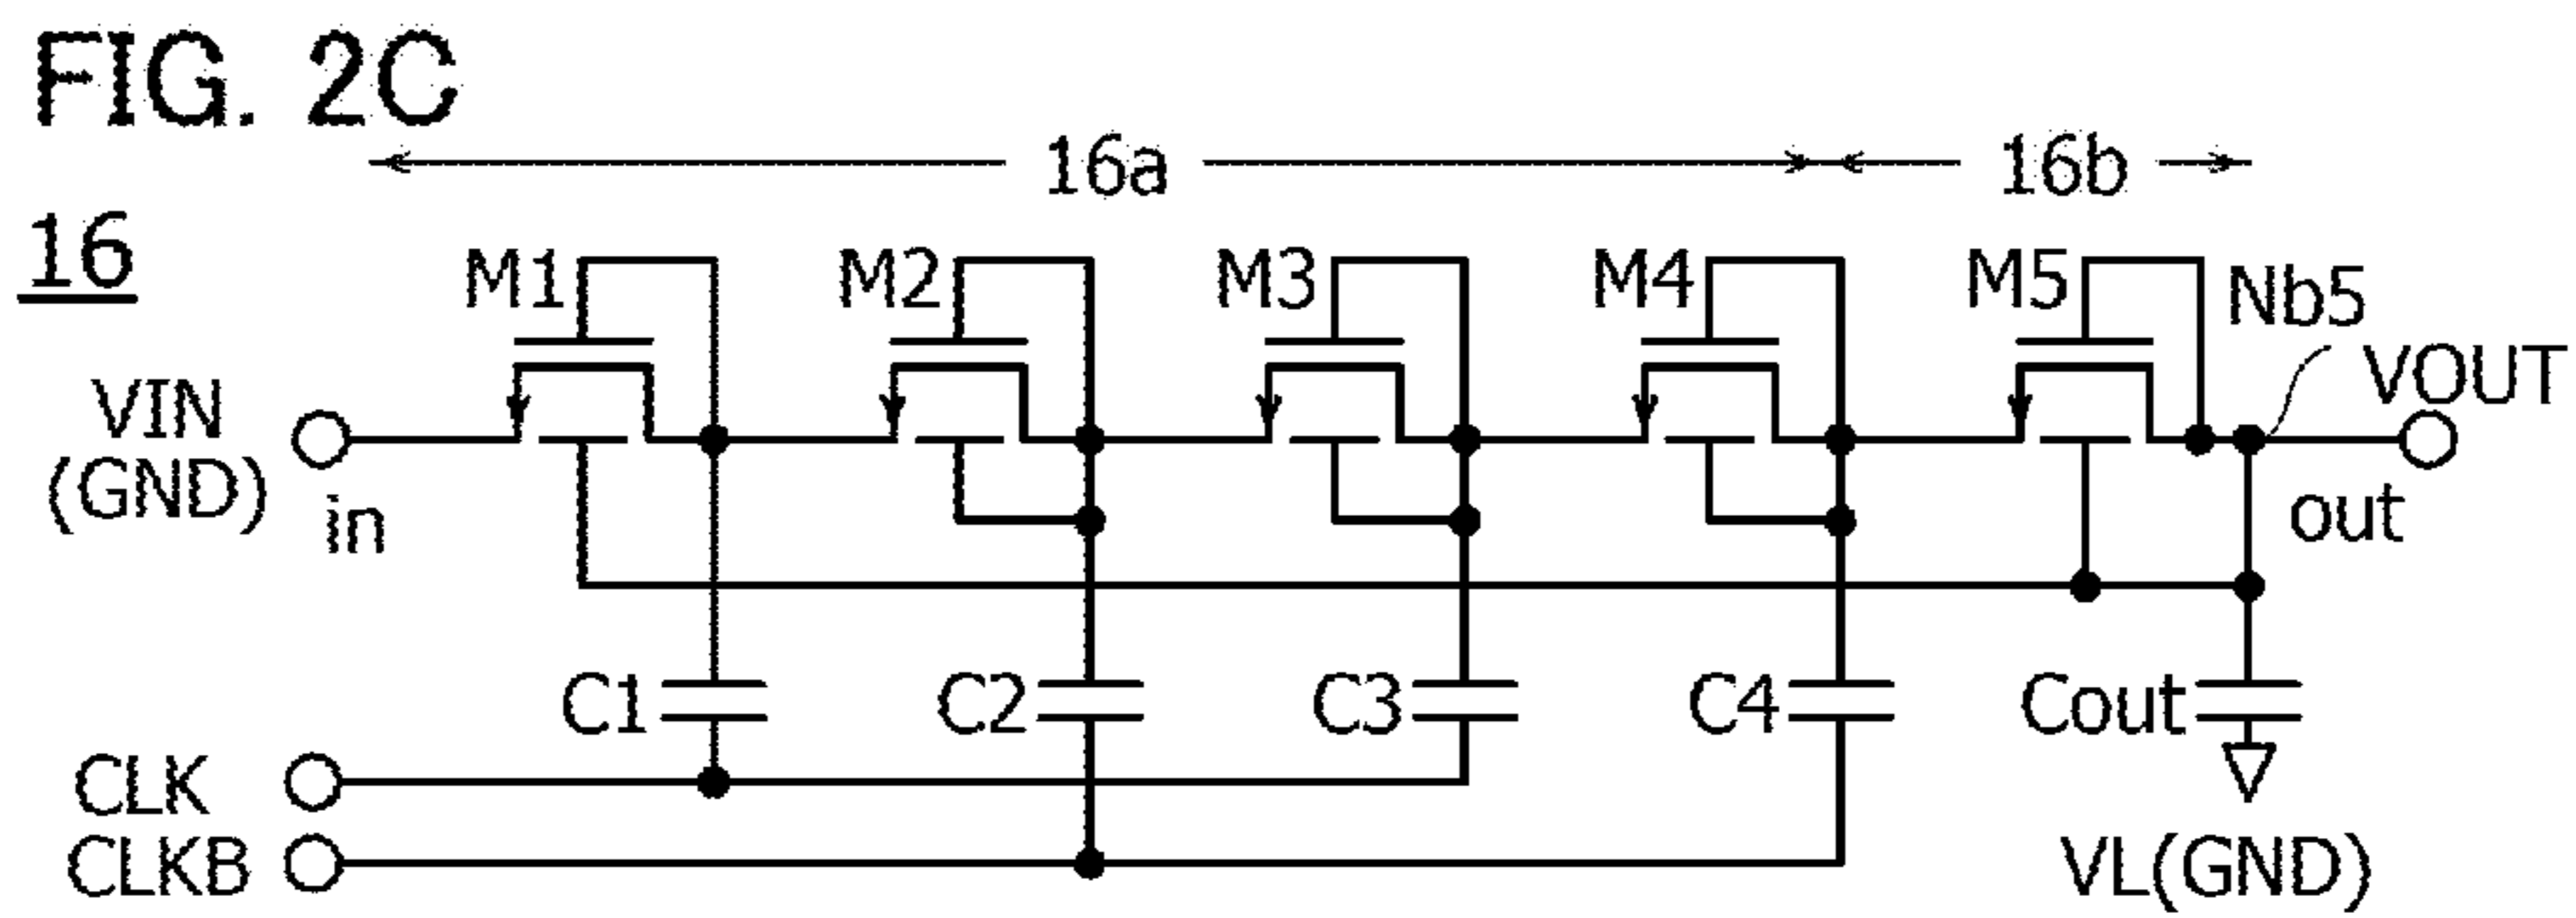 FIG. 2C
16a 16b
16
M1 M2 M3 M4 M5 Nb5
VIN
(GND)
in
VOUT
out
C1 C2 C3 C4 Cout
CLK
CLKB
VL(GND)